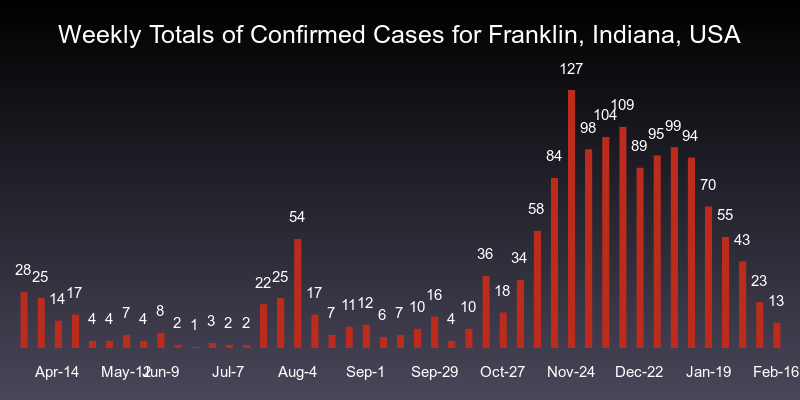 Weekly Totals of Confirmed Cases for Franklin, Indiana, USA
28 25 14 17 4 4 7 4 8 2 1 3 2 2 22 25 54 17 7 11 12 6 7 10 16 4 10 36 18 34 58 84 127 98 104 109 89 95 99 94 70 55 43 23 13
Apr-14 May-12 Jun-9 Jul-7 Aug-4 Sep-1 Sep-29 Oct-27 Nov-24 Dec-22 Jan-19 Feb-16